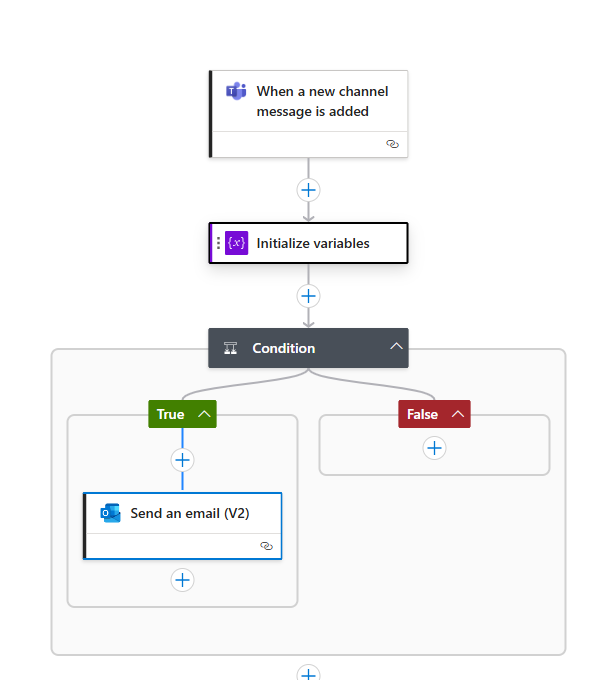 When a new channel
message is added
{x}
Initialize variables
Condition
True
False
Send an email (V2)